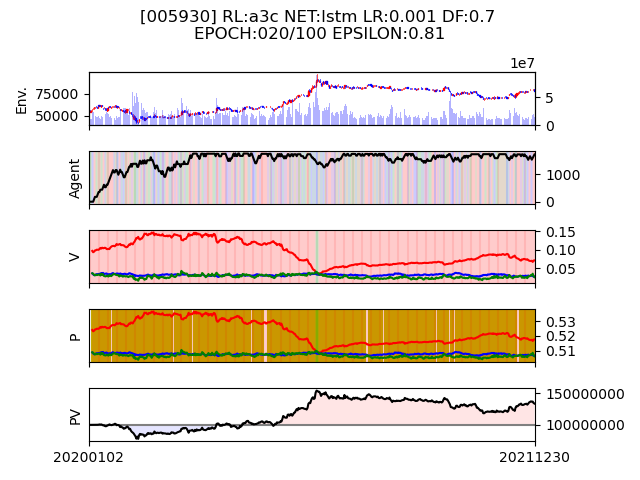 [005930] RL:a3c NET:lstm LR:0.001 DF:0.7
EPOCH:020/100 EPSILON:0.81
1e7
Env.
75000
50000
5
0
Agent
1000
0
V
0.15
0.10
0.05
P
0.53
0.52
0.51
PV
150000000
100000000
20200102
20211230